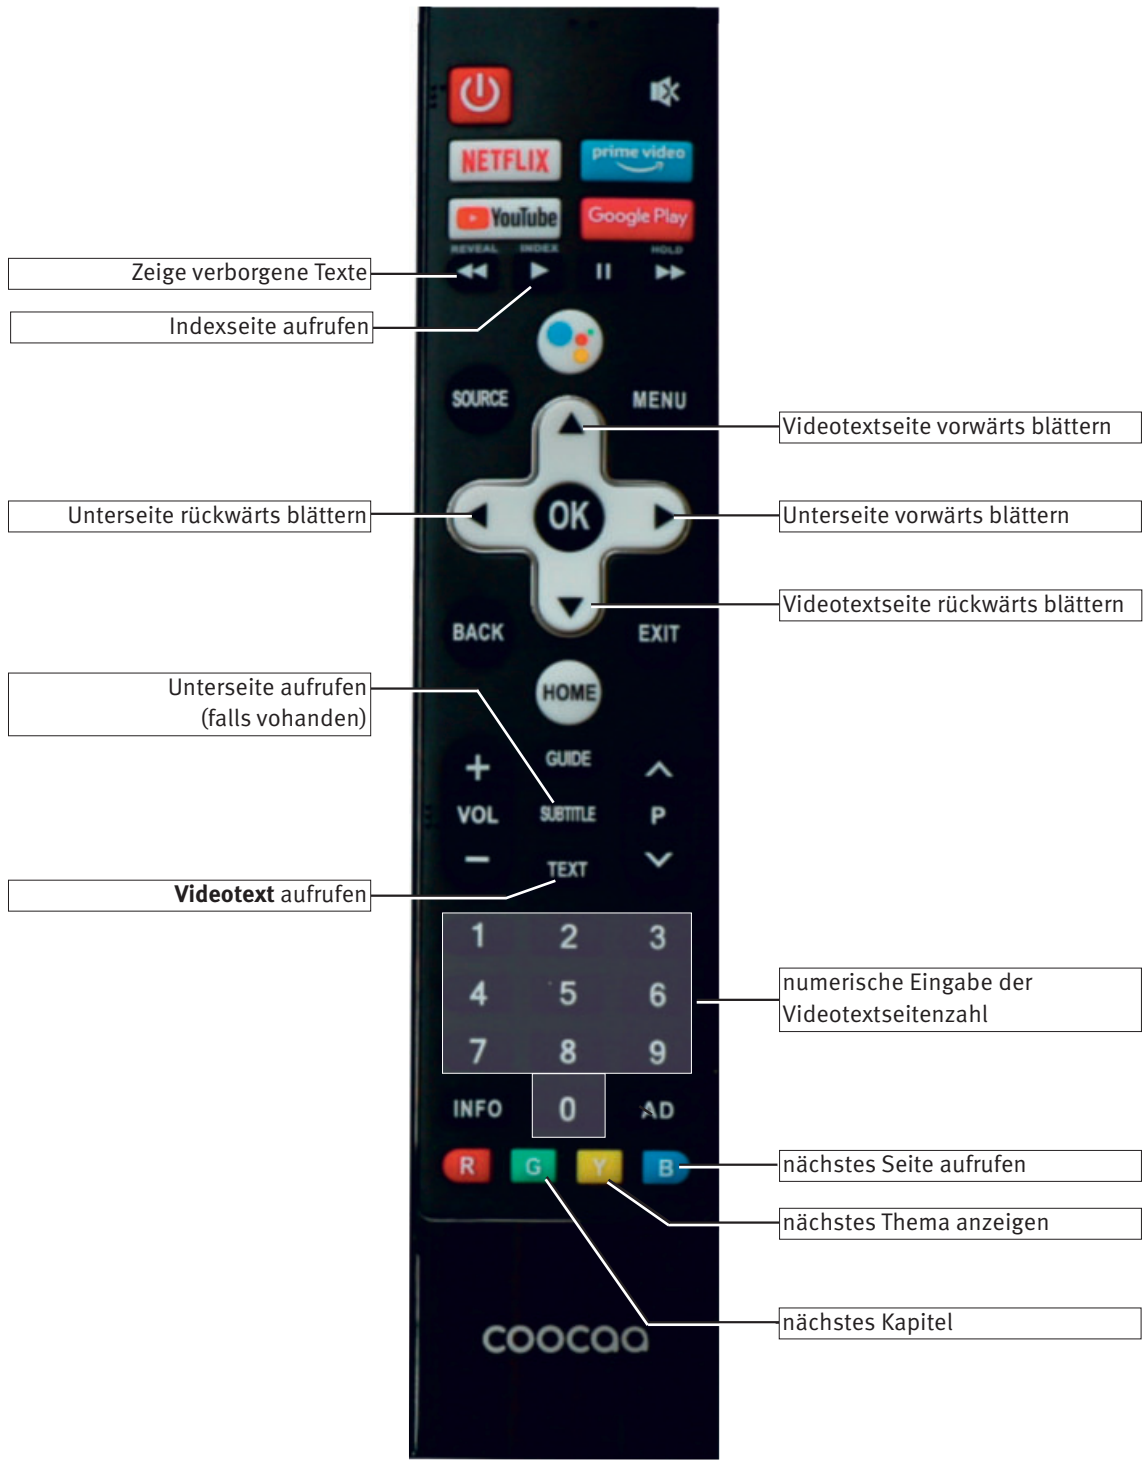 NETFLIX
prime video
YouTube
Google Play
REVEAL
INDEX
HOLD
Zeige verborgene Texte
Indexseite aufrufen
SOURCE
MENU
Videotextseite vorwärts blättern
Unterseite rückwärts blättern
OK
Unterseite vorwärts blättern
Videotextseite rückwärts blättern
BACK
EXIT
Unterseite aufrufen
(falls vohanden)
HOME
GUIDE
+
VOL
SUBTITLE
P
−
TEXT
Videotext aufrufen
1 2 3
4 5 6
7 8 9
numerische Eingabe der
Videotextseitenzahl
INFO
0
AD
R G Y B
nächstes Seite aufrufen
nächstes Thema anzeigen
nächstes Kapitel
coocaa